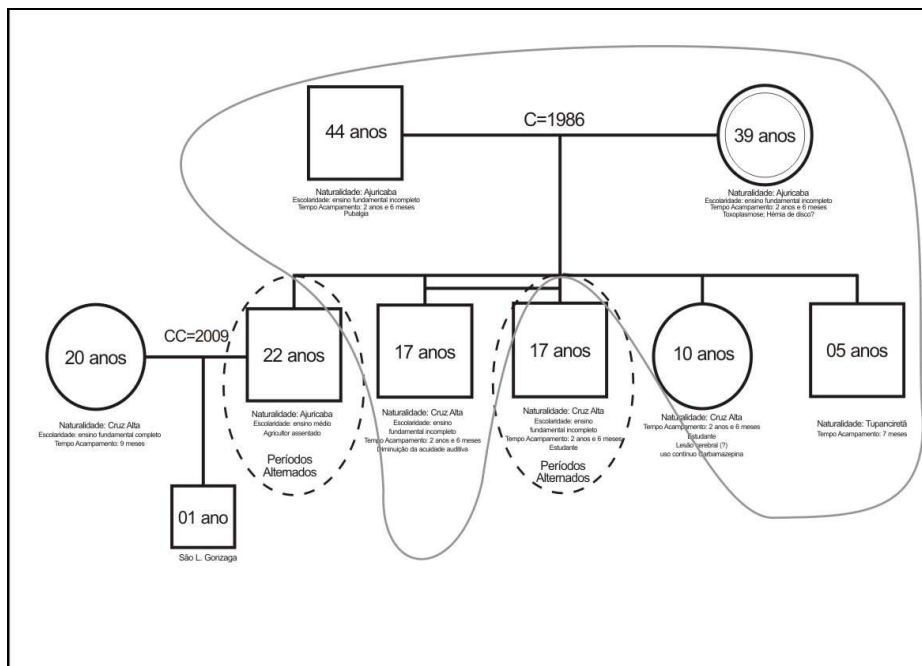 C=1986
44 anos
39 anos
Naturalidade: Ajuricaba
Escolaridade: ensino fundamental incompleto
Tempo Acampamento: 2 anos e 6 meses
Pubalgia
Naturalidade: Ajuricaba
Escolaridade: ensino fundamental incompleto
Tempo Acampamento: 2 anos e 6 meses
Toxoplasmose; Hérnia de disco?
CC=2009
20 anos
22 anos
17 anos
17 anos
10 anos
05 anos
Naturalidade: Cruz Alta
Escolaridade: ensino fundamental completo
Tempo Acampamento: 9 meses
Naturalidade: Ajuricaba
Escolaridade: ensino médio
Agricultor assentado
Períodos
Alternados
Naturalidade: Cruz Alta
Escolaridade: ensino
fundamental incompleto
Tempo Acampamento: 2 anos e 6 meses
Diminuição da acuidade auditiva
Naturalidade: Cruz Alta
Escolaridade: ensino
fundamental incompleto
Tempo Acampamento: 2 anos e 6 meses
Estudante
Períodos
Alternados
Naturalidade: Cruz Alta
Tempo Acampamento: 2 anos e 6 meses
Estudante
Lesão cerebral (?)
uso contínuo Carbamazepina
Naturalidade: Tupanciretã
Tempo Acampamento: 7 meses
01 ano
São L. Gonzaga